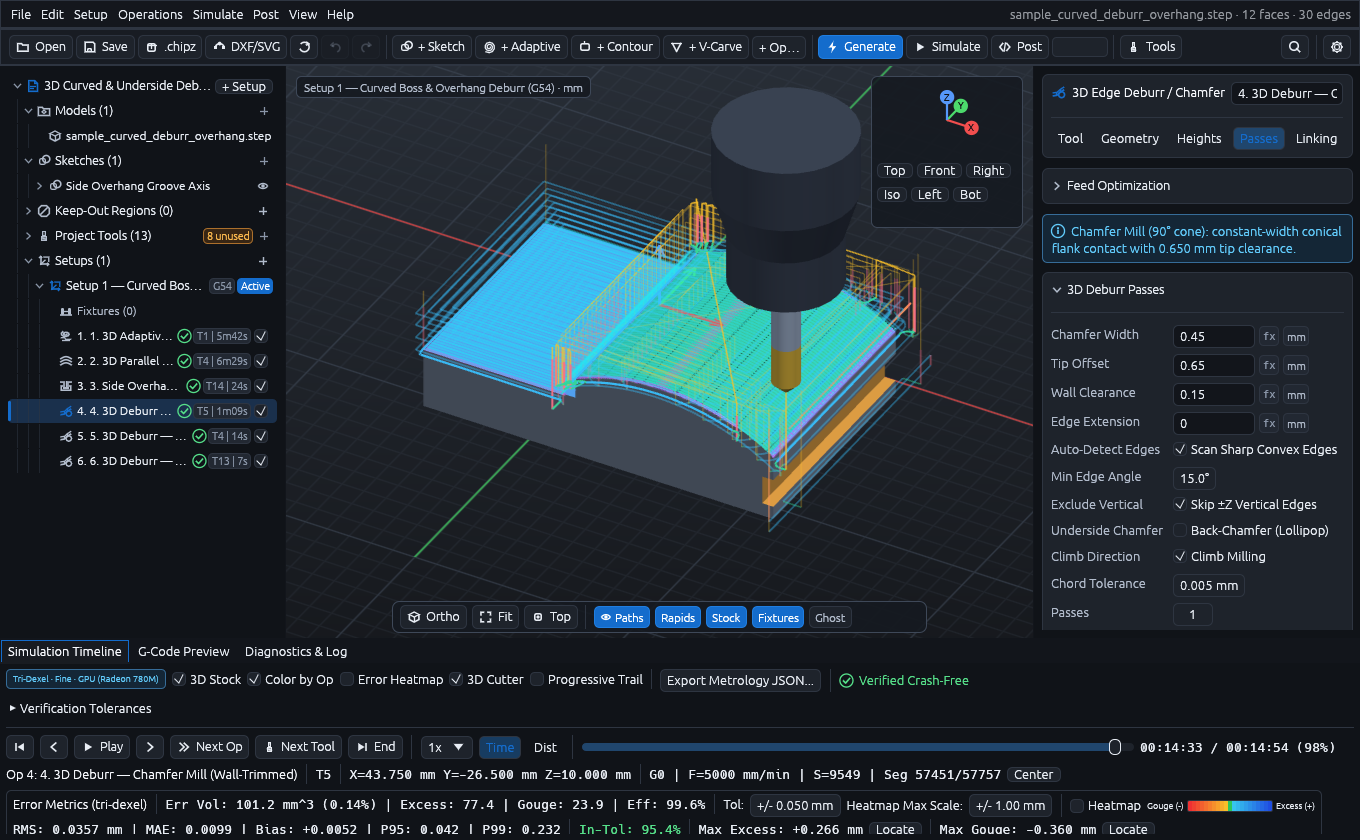 File Edit Setup Operations Simulate Post View Help
sample_curved_deburr_overhang.step · 12 faces · 30 edges
Open Save .chipz DXF/SVG + Sketch + Adaptive + Contour + V-Carve + Op… Generate Simulate Post Tools
3D Curved & Underside Deb… + Setup
Models (1) +
sample_curved_deburr_overhang.step
Sketches (1) +
Side Overhang Groove Axis
Keep-Out Regions (0) +
Project Tools (13) 8 unused +
Setups (1) +
Setup 1 — Curved Bos… G54 Active
Fixtures (0)
1. 1. 3D Adaptiv… T1 | 5m42s
2. 2. 3D Parallel … T4 | 6m29s
3. 3. Side Overha… T14 | 24s
4. 4. 3D Deburr … T5 | 1m09s
5. 5. 3D Deburr — … T4 | 14s
6. 6. 3D Deburr — … T13 | 7s
Setup 1 — Curved Boss & Overhang Deburr (G54) · mm
Z
Y
X
Top Front Right
Iso Left Bot
Ortho Fit Top Paths Rapids Stock Fixtures Ghost
3D Edge Deburr / Chamfer 4. 3D Deburr — C
Tool Geometry Heights Passes Linking
Feed Optimization
Chamfer Mill (90° cone): constant-width conical
flank contact with 0.650 mm tip clearance.
3D Deburr Passes
Chamfer Width 0.45 fx mm
Tip Offset 0.65 fx mm
Wall Clearance 0.15 fx mm
Edge Extension 0 fx mm
Auto-Detect Edges Scan Sharp Convex Edges
Min Edge Angle 15.0°
Exclude Vertical Skip ±Z Vertical Edges
Underside Chamfer Back-Chamfer (Lollipop)
Climb Direction Climb Milling
Chord Tolerance 0.005 mm
Passes 1
Simulation Timeline G-Code Preview Diagnostics & Log
Tri-Dexel · Fine · GPU (Radeon 780M) 3D Stock Color by Op Error Heatmap 3D Cutter Progressive Trail Export Metrology JSON… Verified Crash-Free
Verification Tolerances
Play Next Op Next Tool End 1x Time Dist 00:14:33 / 00:14:54 (98%)
Op 4: 4. 3D Deburr — Chamfer Mill (Wall-Trimmed) T5 X=43.750 mm Y=-26.500 mm Z=10.000 mm G0 | F=5000 mm/min | S=9549 | Seg 57451/57757 Center
Error Metrics (tri-dexel) Err Vol: 101.2 mm^3 (0.14%) | Excess: 77.4 | Gouge: 23.9 | Eff: 99.6% Tol: +/- 0.050 mm Heatmap Max Scale: +/- 1.00 mm Heatmap Gouge (-) Excess (+)
RMS: 0.0357 mm | MAE: 0.0099 | Bias: +0.0052 | P95: 0.042 | P99: 0.232 In-Tol: 95.4% Max Excess: +0.266 mm Locate Max Gouge: -0.360 mm Locate